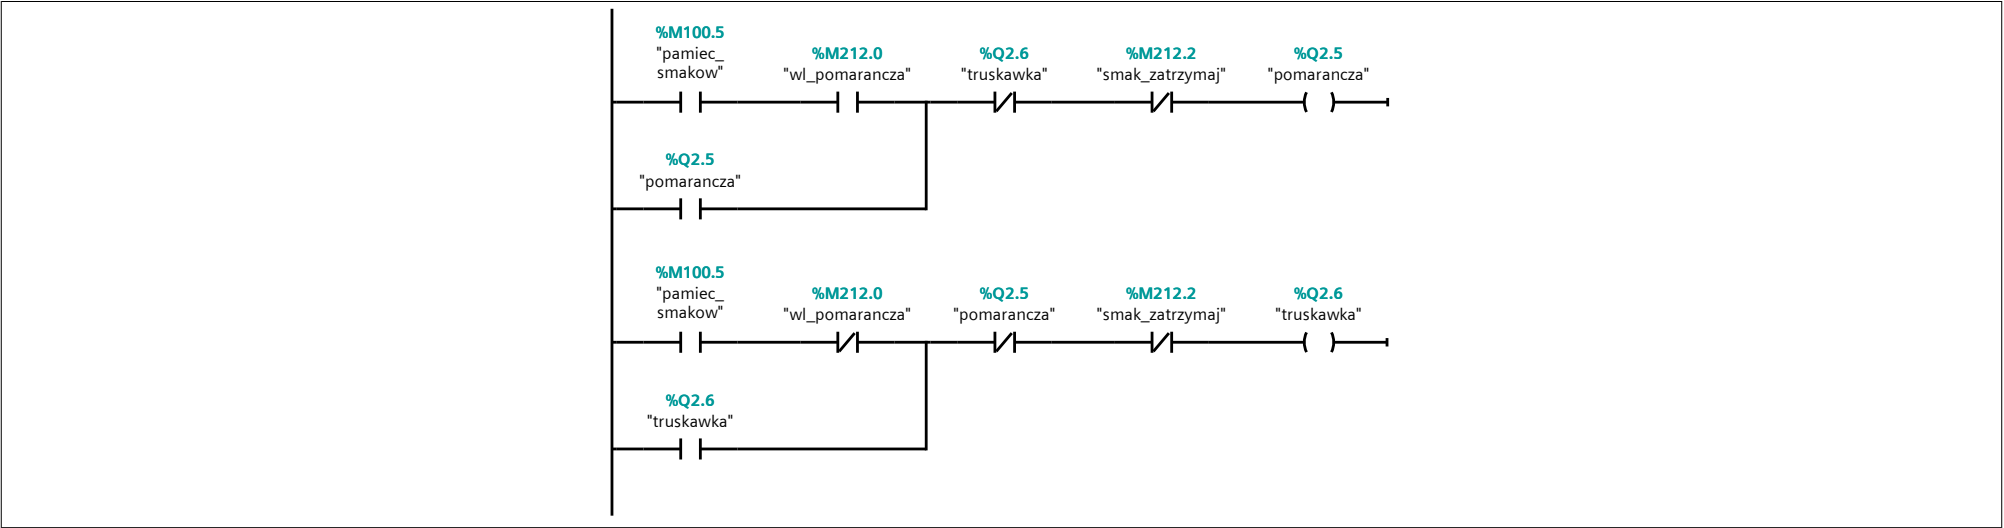 %M100.5
"pamiec_
smakow"
%M212.0
"wl_pomarancza"
%Q2.6
"truskawka"
%M212.2
"smak_zatrzymaj"
%Q2.5
"pomarancza"
%Q2.5
"pomarancza"
%M100.5
"pamiec_
smakow"
%M212.0
"wl_pomarancza"
%Q2.5
"pomarancza"
%M212.2
"smak_zatrzymaj"
%Q2.6
"truskawka"
%Q2.6
"truskawka"